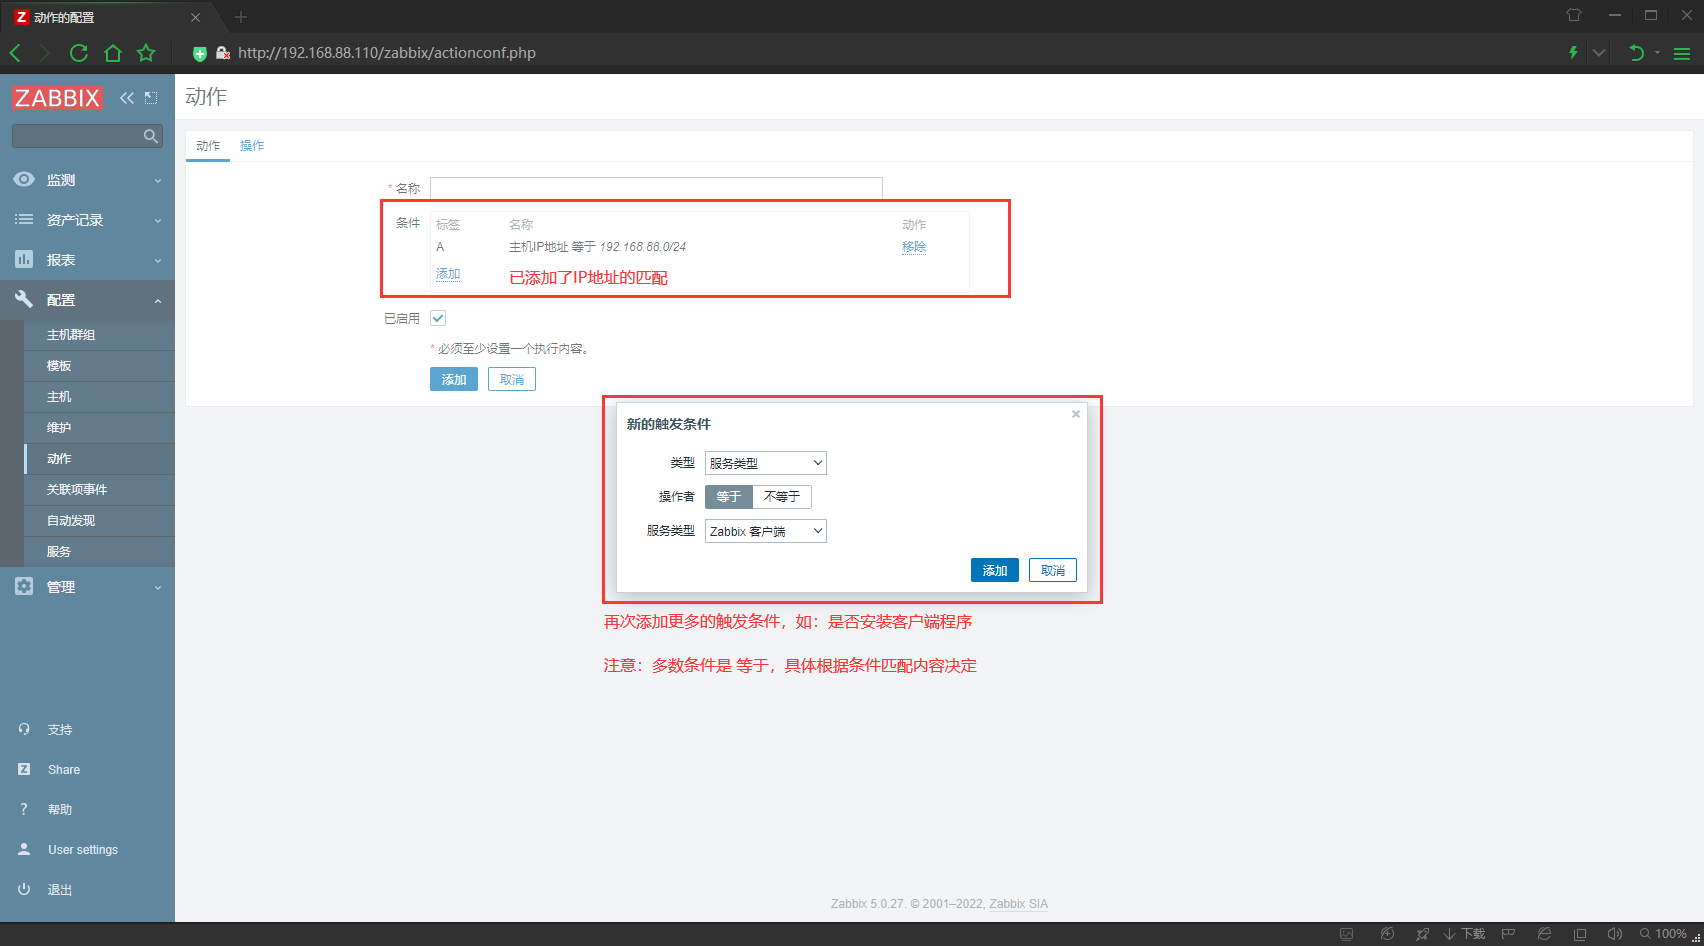 动作的配置
http://192.168.88.110/zabbix/actionconf.php
ZABBIX
动作
监测
资产记录
报表
配置
主机群组
模板
主机
维护
动作
关联项事件
自动发现
服务
管理
支持
Share
帮助
User settings
退出
动作 操作
* 名称
条件 标签 名称 动作
A 主机IP地址 等于 192.168.88.0/24 移除
添加 已添加了IP地址的匹配
已启用
* 必须至少设置一个执行内容。
添加 取消
新的触发条件
类型 服务类型
操作者 等于 不等于
服务类型 Zabbix 客户端
添加 取消
再次添加更多的触发条件，如：是否安装客户端程序
注意：多数条件是 等于，具体根据条件匹配内容决定
Zabbix 5.0.27. © 2001–2022, Zabbix SIA
下载 100%